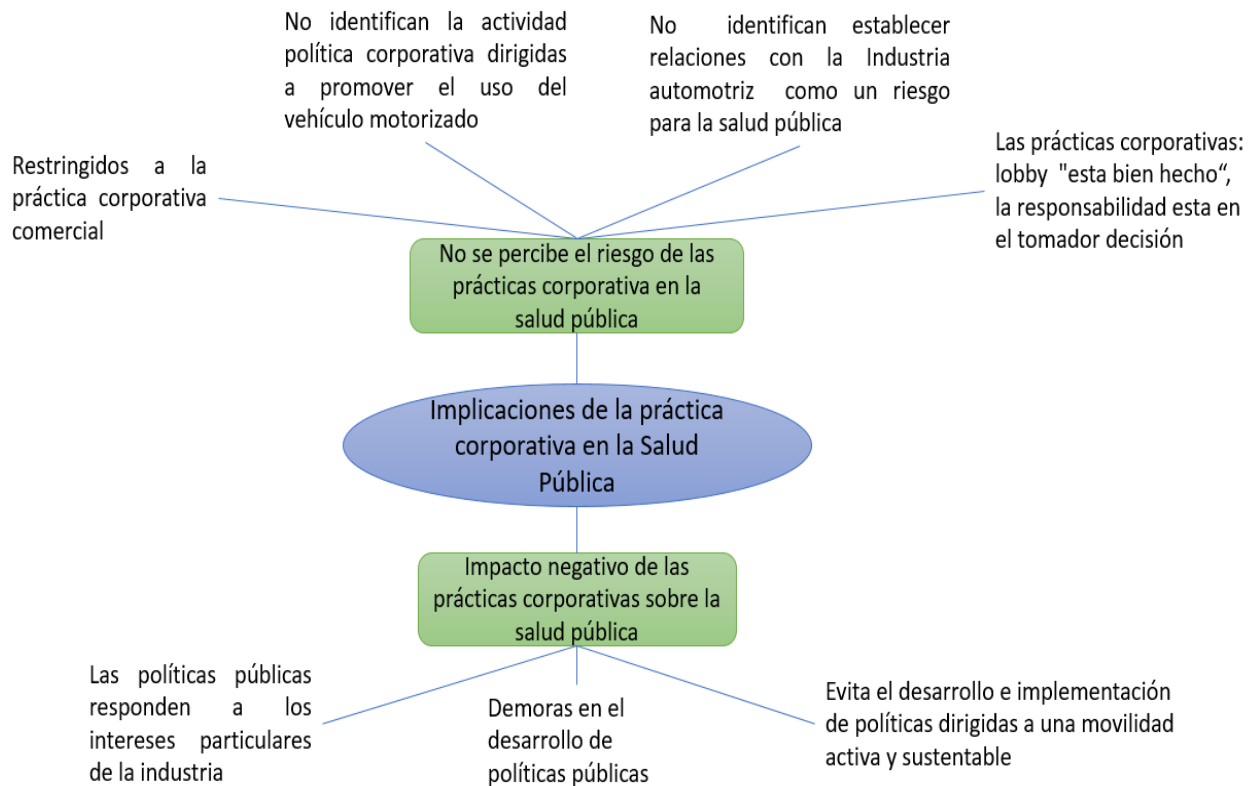 No identifican la actividad
política corporativa dirigidas
a promover el uso del
vehículo motorizado
No identifican establecer
relaciones con la Industria
automotriz como un riesgo
para la salud pública
Restringidos a la
práctica corporativa
comercial
Las prácticas corporativas:
lobby "esta bien hecho“,
la responsabilidad esta en
el tomador decisión
No se percibe el riesgo de las
prácticas corporativa en la
salud pública
Implicaciones de la práctica
corporativa en la Salud
Pública
Impacto negativo de las
prácticas corporativas sobre la
salud pública
Las políticas públicas
responden a los
intereses particulares
de la industria
Demoras en el
desarrollo de
políticas públicas
Evita el desarrollo e implementación
de políticas dirigidas a una movilidad
activa y sustentable